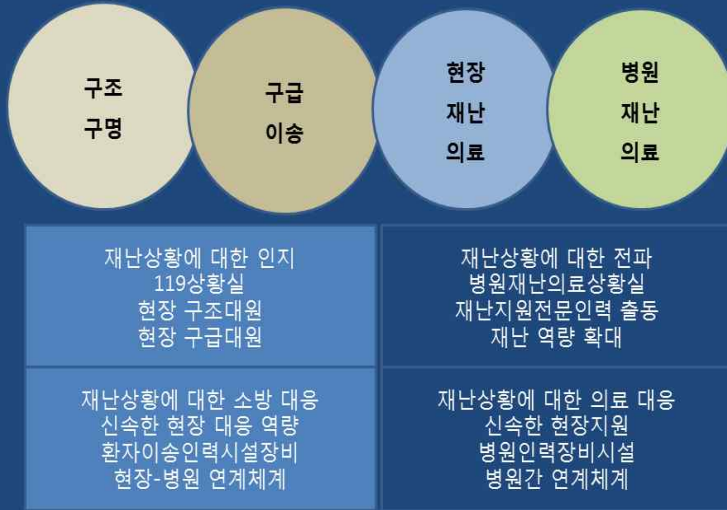 구조
구명
구급
이송
현장
재난
의료
병원
재난
의료
재난상황에 대한 인지
119상황실
현장 구조대원
현장 구급대원
재난상황에 대한 전파
병원재난의료상황실
재난지원전문인력 출동
재난 역량 확대
재난상황에 대한 소방 대응
신속한 현장 대응 역량
환자이송인력시설장비
현장-병원 연계체계
재난상황에 대한 의료 대응
신속한 현장지원
병원인력장비시설
병원간 연계체계